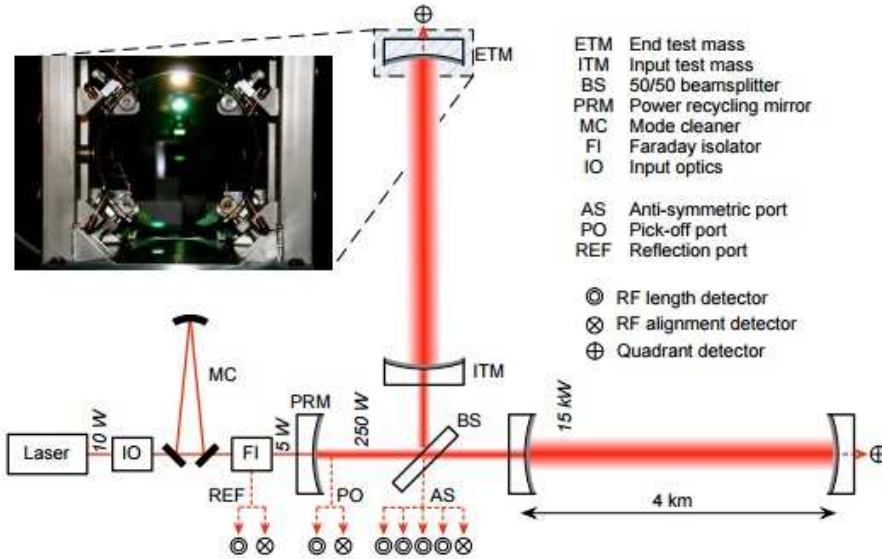 ETM
ETM End test mass
ITM Input test mass
BS 50/50 beamsplitter
PRM Power recycling mirror
MC Mode cleaner
FI Faraday isolator
IO Input optics
AS Anti-symmetric port
PO Pick-off port
REF Reflection port
RF length detector
RF alignment detector
Quadrant detector
MC
ITM
PRM
BS
Laser
10 W
IO
FI
5 W
250 W
15 kW
REF
PO
AS
4 km